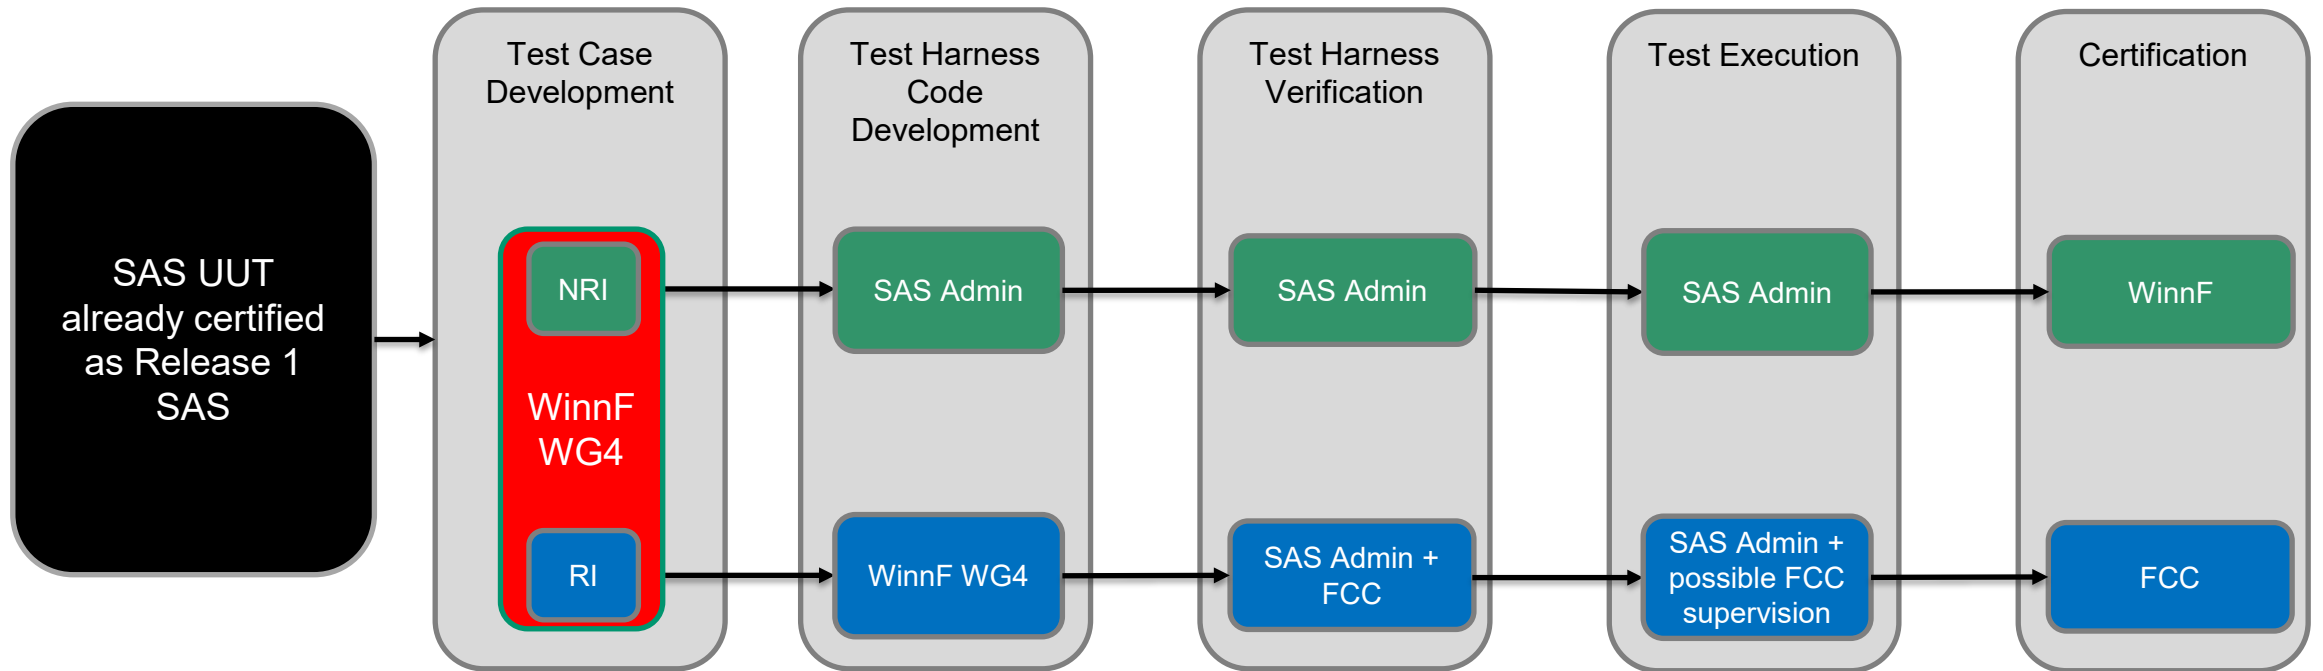 SAS UUT
already certified
as Release 1
SAS
Test Case
Development
NRI
WinnF
WG4
RI
Test Harness
Code
Development
SAS Admin
WinnF WG4
Test Harness
Verification
SAS Admin
SAS Admin +
FCC
Test Execution
SAS Admin
SAS Admin +
possible FCC
supervision
Certification
WinnF
FCC